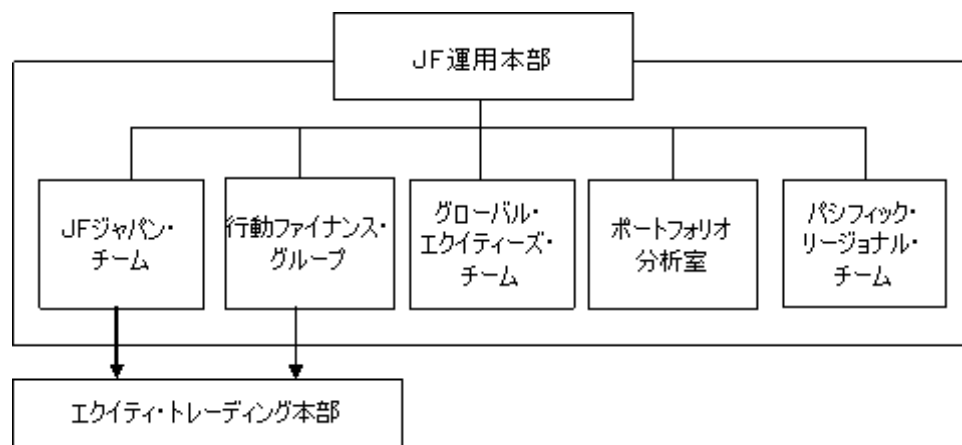 JF運用本部
JFジャパン・
チーム
行動ファイナンス・
グループ
グローバル・
エクイティーズ・
チーム
ポートフォリオ
分析室
パシフィック・
リージョナル・
チーム
エクイティ・トレーディング本部